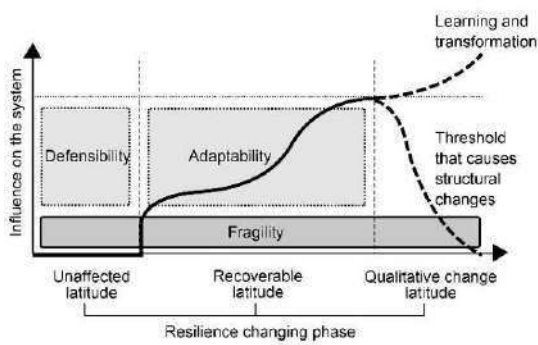 Learning and
transformation
Influence on the system
Defensibility
Adaptability
Threshold
that causes
structural
changes
Fragility
Unaffected
latitude
Recoverable
latitude
Qualitative change
latitude
Resilience changing phase